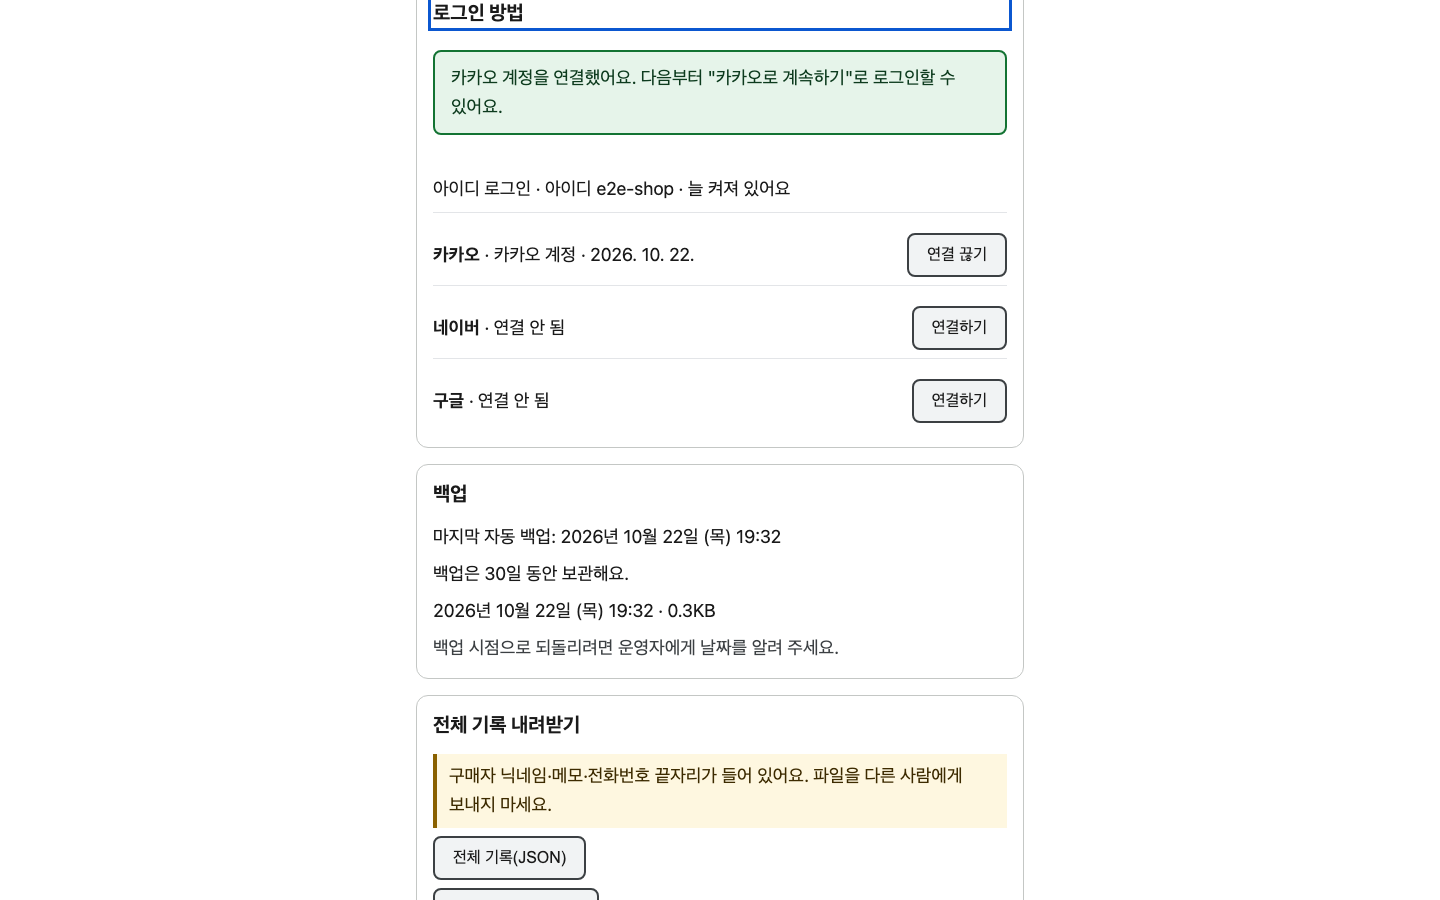 로그인 방법
카카오 계정을 연결했어요. 다음부터 "카카오로 계속하기"로 로그인할 수
있어요.
아이디 로그인 · 아이디 e2e-shop · 늘 켜져 있어요
카카오 · 카카오 계정 · 2026. 10. 22.
연결 끊기
네이버 · 연결 안 됨
연결하기
구글 · 연결 안 됨
연결하기
백업
마지막 자동 백업: 2026년 10월 22일 (목) 19:32
백업은 30일 동안 보관해요.
2026년 10월 22일 (목) 19:32 · 0.3KB
백업 시점으로 되돌리려면 운영자에게 날짜를 알려 주세요.
전체 기록 내려받기
구매자 닉네임·메모·전화번호 끝자리가 들어 있어요. 파일을 다른 사람에게
보내지 마세요.
전체 기록(JSON)